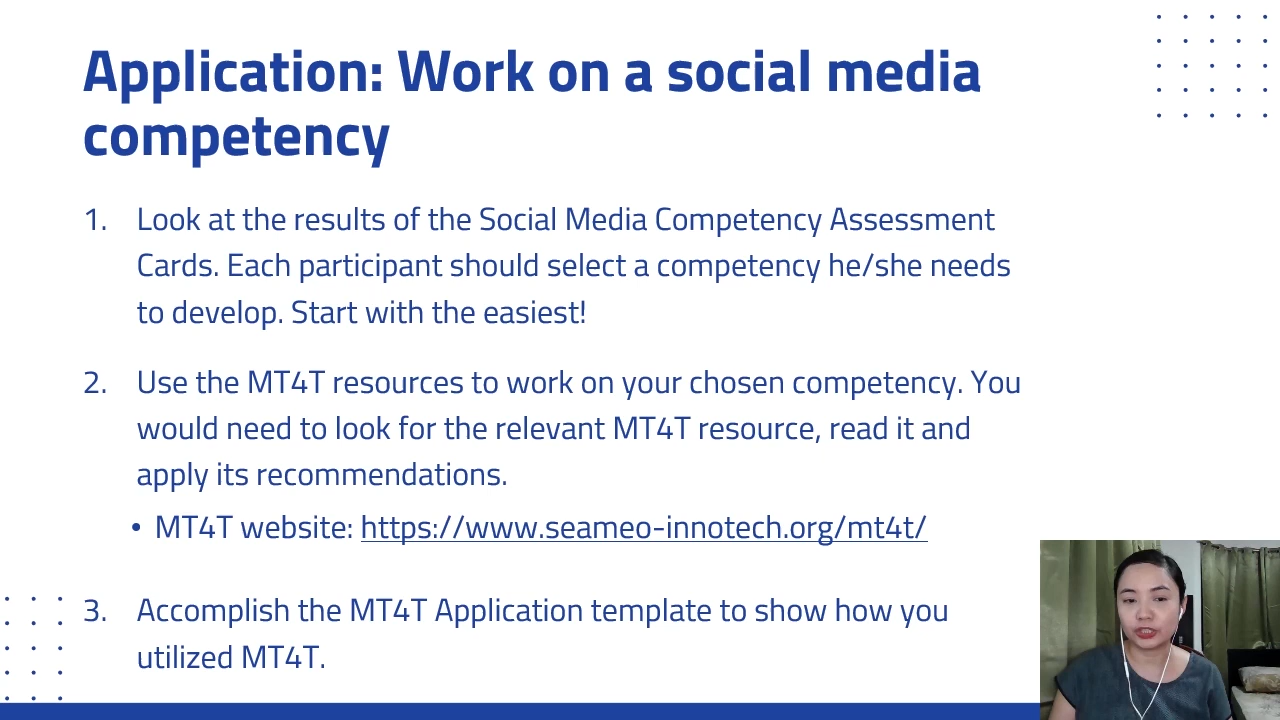 Application: Work on a social media
competency
1. Look at the results of the Social Media Competency Assessment
Cards. Each participant should select a competency he/she needs
to develop. Start with the easiest!
2. Use the MT4T resources to work on your chosen competency. You
would need to look for the relevant MT4T resource, read it and
apply its recommendations.
• MT4T website: https://www.seameo-innotech.org/mt4t/
3. Accomplish the MT4T Application template to show how you
utilized MT4T.